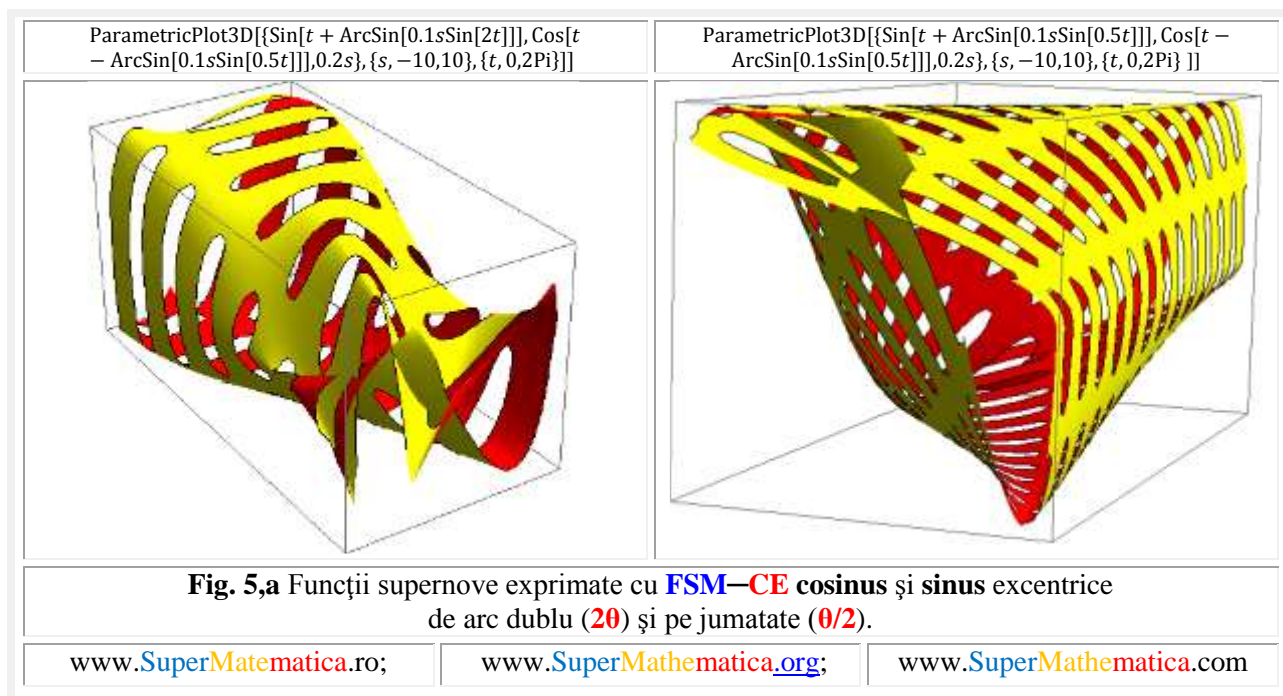 ParametricPlot3D[{Sin[𝑡 + ArcSin[0.1𝑠Sin[2𝑡]]], Cos[𝑡
− ArcSin[0.1𝑠Sin[0.5𝑡]]],0.2𝑠}, {𝑠, −10,10}, {𝑡, 0,2Pi}]]
ParametricPlot3D[{Sin[𝑡 + ArcSin[0.1𝑠Sin[0.5𝑡]]], Cos[𝑡 −
ArcSin[0.1𝑠Sin[0.5𝑡]]],0.2𝑠}, {𝑠, −10,10}, {𝑡, 0,2Pi} ]]
Fig. 5,a Funcţii supernove exprimate cu FSM─CE cosinus şi sinus excentrice
de arc dublu (2θ) şi pe jumatate (θ/2).
www.SuperMatematica.ro;
www.SuperMathematica.org;
www.SuperMathematica.com